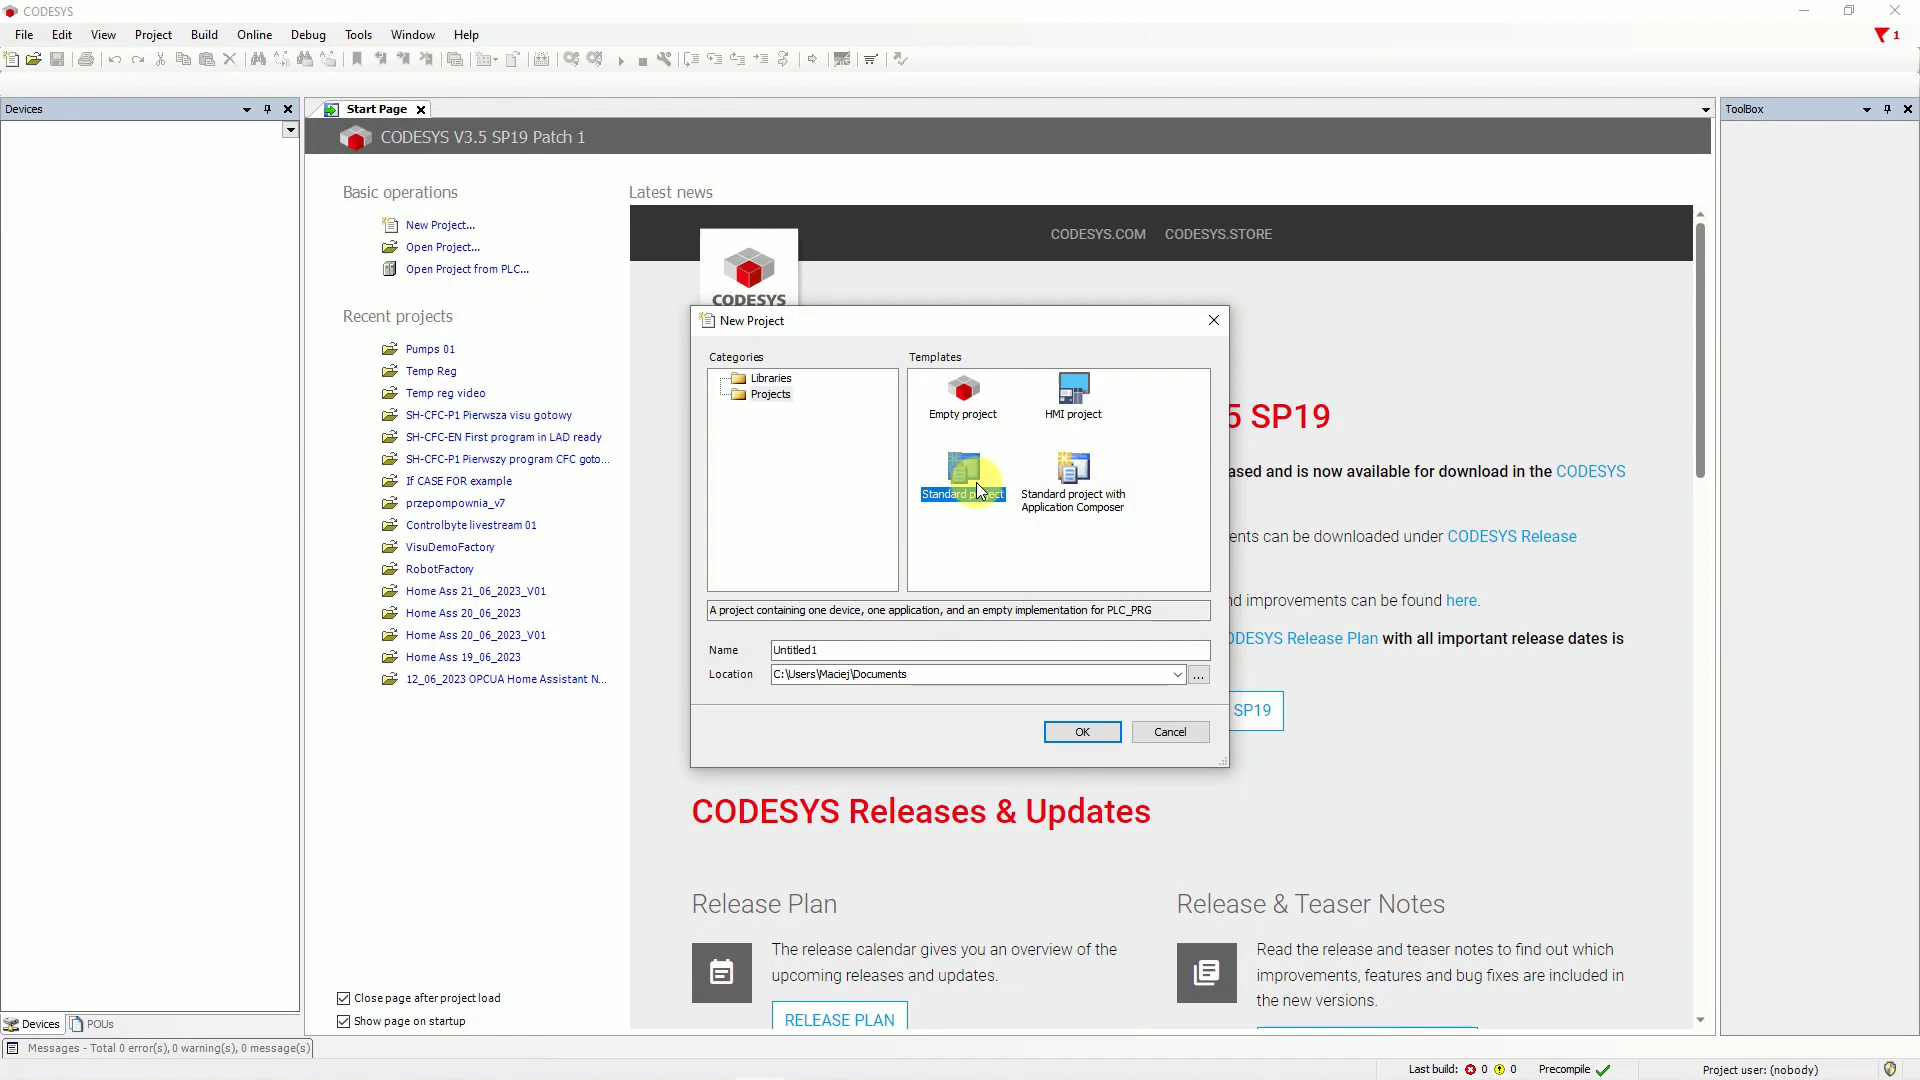 CODESYS
File Edit View Project Build Online Debug Tools Window Help
1
Devices
Start Page
ToolBox
CODESYS V3.5 SP19 Patch 1
Basic operations
New Project...
Open Project...
Open Project from PLC...
Recent projects
Pumps 01
Temp Reg
Temp reg video
SH-CFC-P1 Pierwsza visu gotowy
SH-CFC-EN First program in LAD ready
SH-CFC-P1 Pierwszy program CFC goto...
If CASE FOR example
przepompownia_v7
Controlbyte livestream 01
VisuDemoFactory
RobotFactory
Home Ass 21_06_2023_V01
Home Ass 20_06_2023
Home Ass 20_06_2023_V01
Home Ass 19_06_2023
12_06_2023 OPCUA Home Assistant N...
Close page after project load
Show page on startup
Latest news
CODESYS.COM CODESYS.STORE
CODESYS
5 SP19
ased and is now available for download in the CODESYS
ents can be downloaded under CODESYS Release
nd improvements can be found here.
DESYS Release Plan with all important release dates is
SP19
New Project
Categories
Libraries
Projects
Templates
Empty project
HMI project
Standard project
Standard project with
Application Composer
A project containing one device, one application, and an empty implementation for PLC_PRG
Name Untitled1
Location C:\Users\Maciej\Documents
...
OK Cancel
CODESYS Releases & Updates
Release Plan
The release calendar gives you an overview of the
upcoming releases and updates.
RELEASE PLAN
Release & Teaser Notes
Read the release and teaser notes to find out which
improvements, features and bug fixes are included in
the new versions.
Devices POUs
Messages - Total 0 error(s), 0 warning(s), 0 message(s)
Last build: 0 0 Precompile Project user: (nobody)